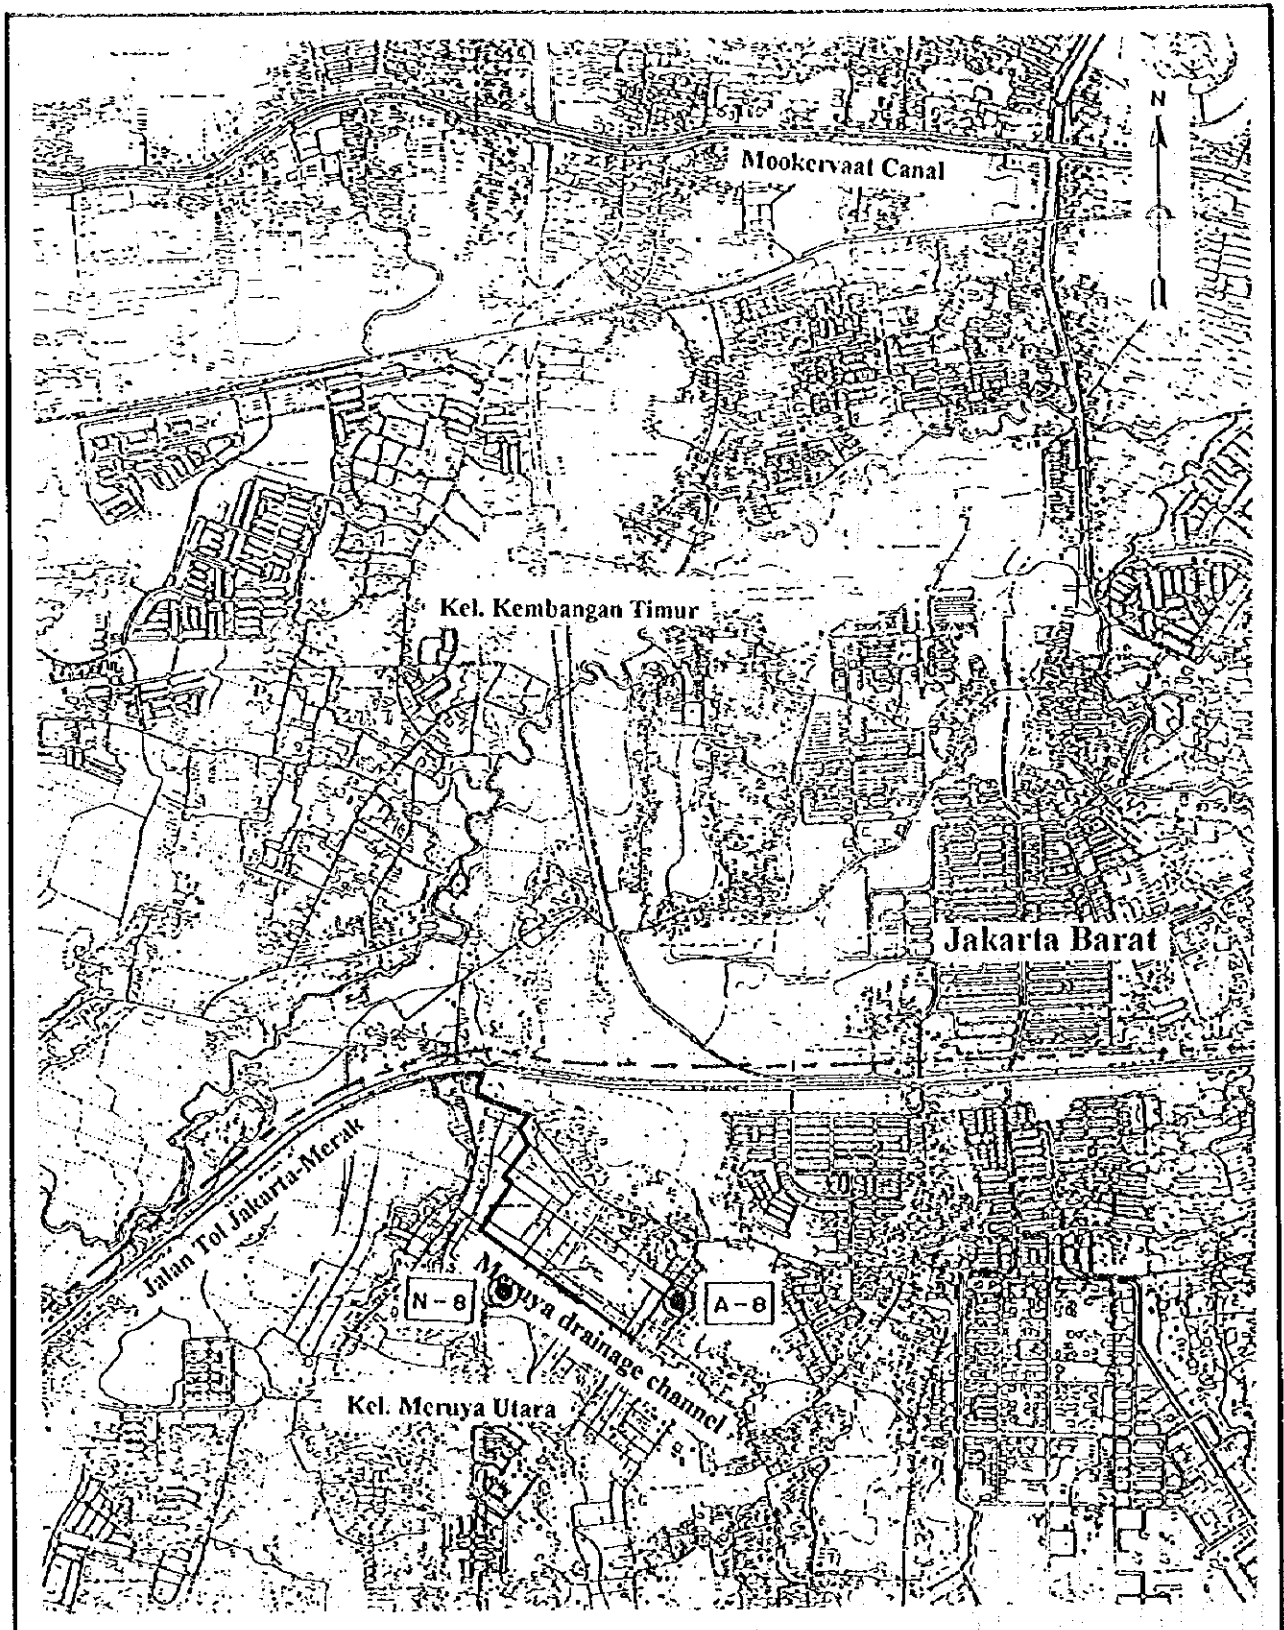 N
Mookervaat Canal
Kel. Kembangan Timur
Jakarta Barat
Jalan Tol Jakarta-Merak
N-8
Meruya drainage channel
A-8
Kel. Meruya Utara